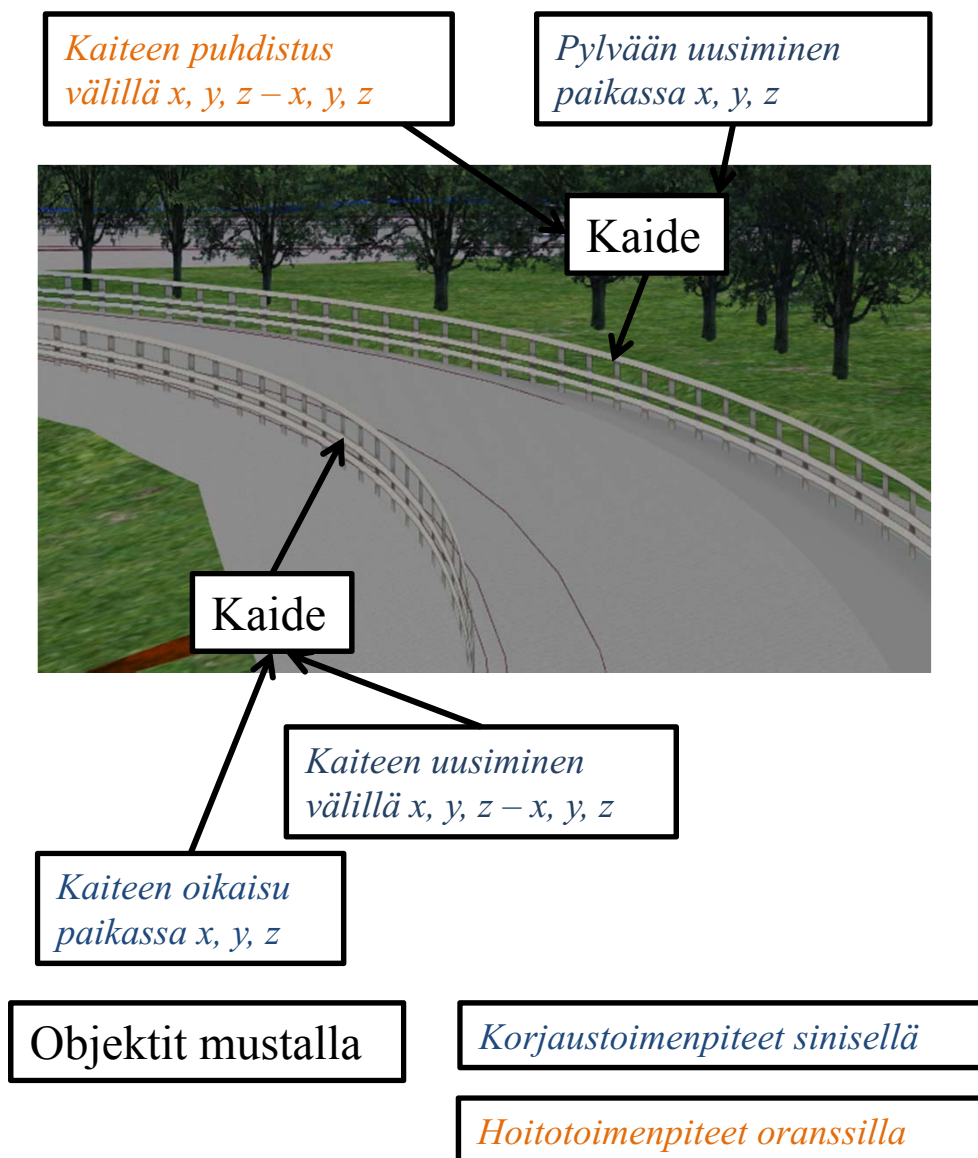 Kaiteen puhdistus
välillä x, y, z – x, y, z
Pylvään uusiminen
paikassa x, y, z
Kaide
Kaide
Kaiteen uusiminen
välillä x, y, z – x, y, z
Kaiteen oikaisu
paikassa x, y, z
Objektit mustalla
Korjaustoimenpiteet sinisellä
Hoitotoimenpiteet oranssilla